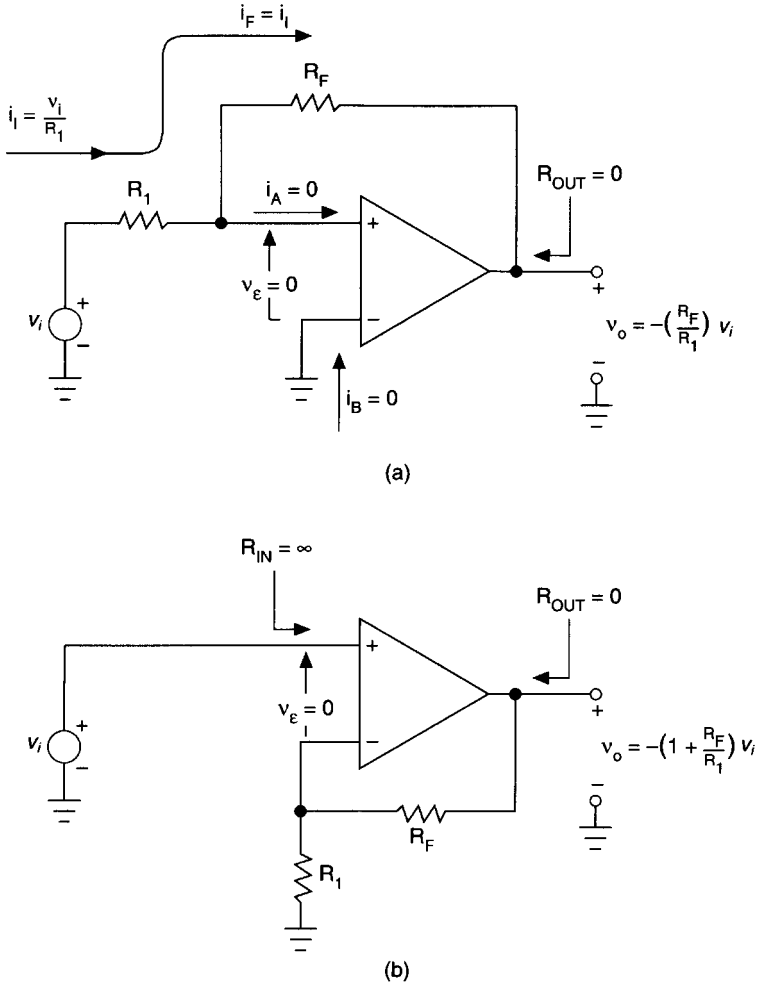 i_F = i_I
R_F
i_I = v_i/R_1
R_OUT = 0
R_1
i_A = 0
+
v_ε = 0
+
v_i
−
−
+
v_o = −(R_F/R_1) v_i
−
i_B = 0
(a)
R_IN = ∞
R_OUT = 0
+
v_ε = 0
+
v_i
−
−
+
v_o = −(1 + R_F/R_1) v_i
−
R_F
R_1
(b)